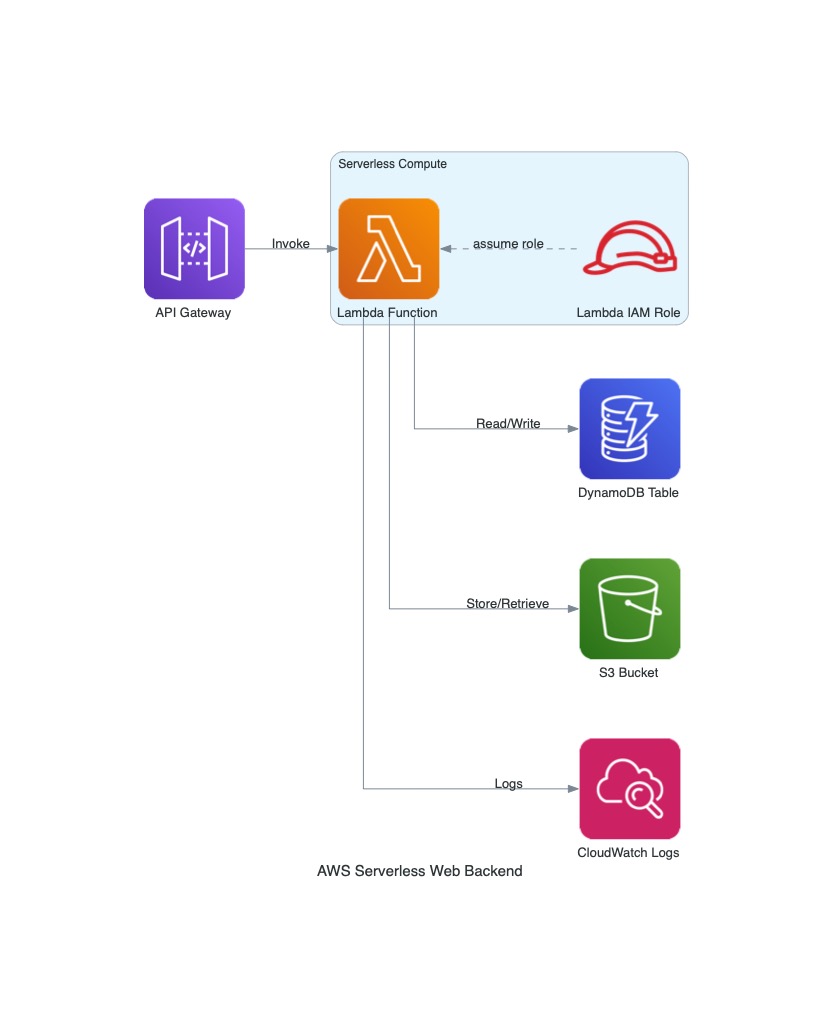 Serverless Compute
Invoke
assume role
API Gateway
Lambda Function
Lambda IAM Role
Read/Write
DynamoDB Table
Store/Retrieve
S3 Bucket
Logs
CloudWatch Logs
AWS Serverless Web Backend